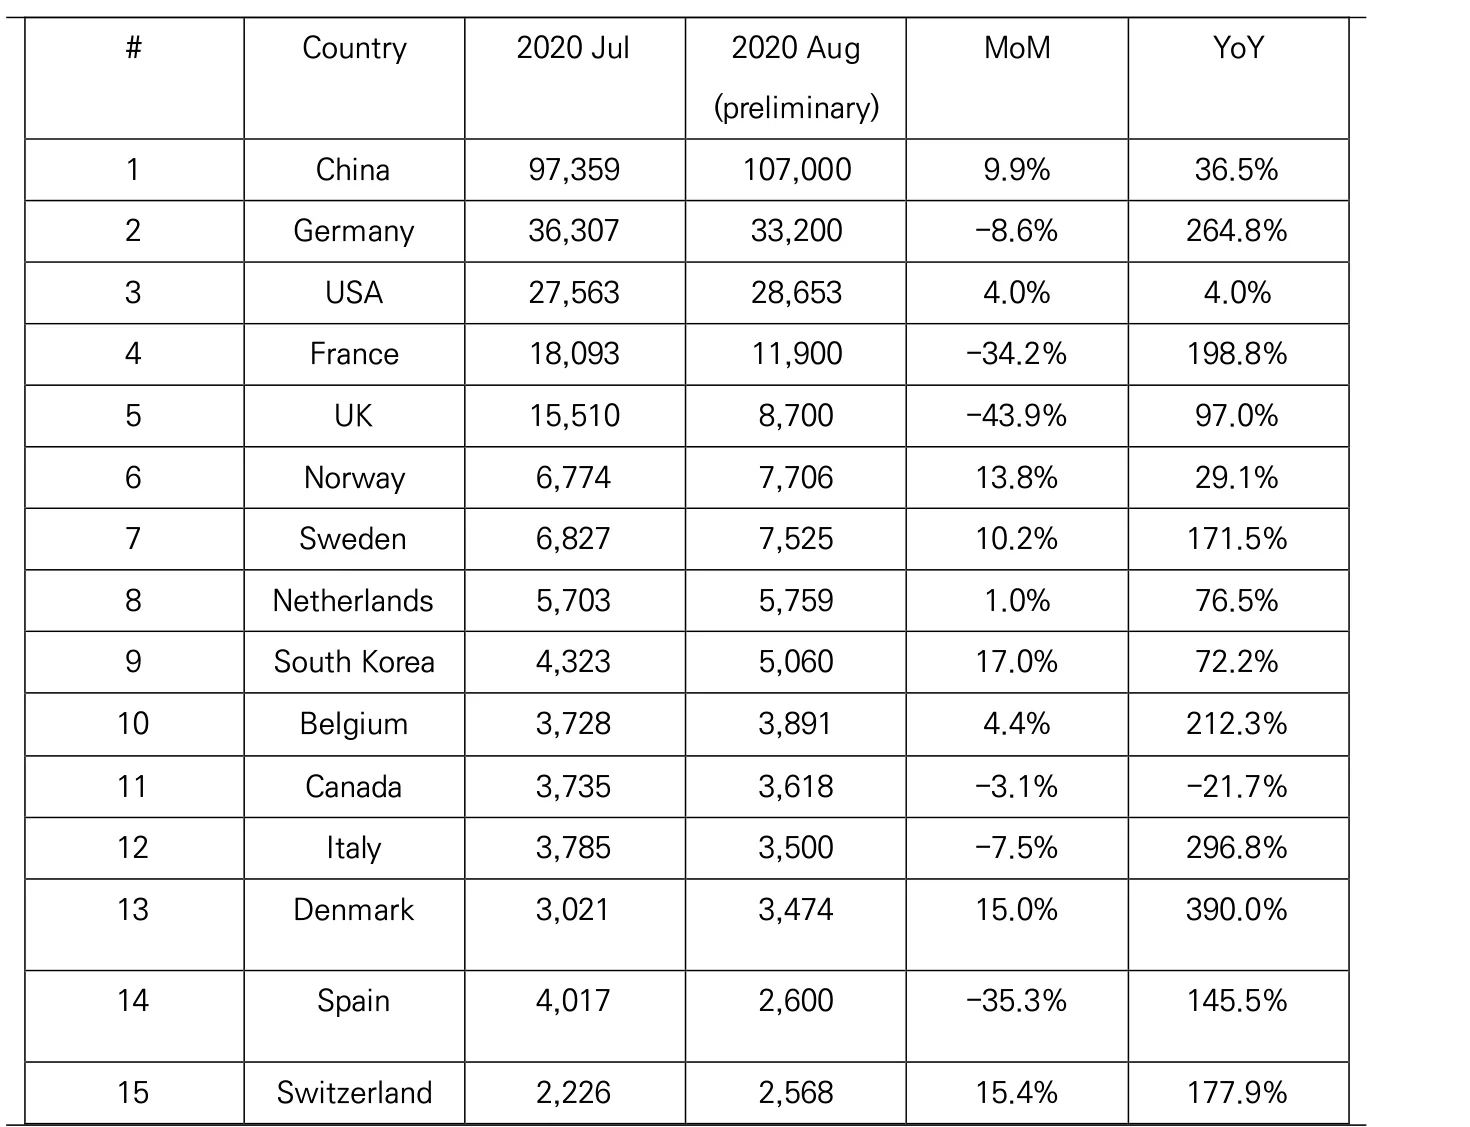 # Country 2020 Jul 2020 Aug MoM YoY
(preliminary)
1 China 97,359 107,000 9.9% 36.5%
2 Germany 36,307 33,200 −8.6% 264.8%
3 USA 27,563 28,653 4.0% 4.0%
4 France 18,093 11,900 −34.2% 198.8%
5 UK 15,510 8,700 −43.9% 97.0%
6 Norway 6,774 7,706 13.8% 29.1%
7 Sweden 6,827 7,525 10.2% 171.5%
8 Netherlands 5,703 5,759 1.0% 76.5%
9 South Korea 4,323 5,060 17.0% 72.2%
10 Belgium 3,728 3,891 4.4% 212.3%
11 Canada 3,735 3,618 −3.1% −21.7%
12 Italy 3,785 3,500 −7.5% 296.8%
13 Denmark 3,021 3,474 15.0% 390.0%
14 Spain 4,017 2,600 −35.3% 145.5%
15 Switzerland 2,226 2,568 15.4% 177.9%